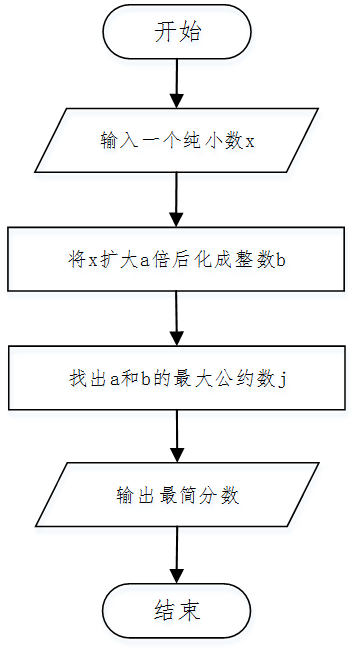 开始
输入一个纯小数x
将x扩大a倍后化成整数b
找出a和b的最大公约数j
输出最简分数
结束